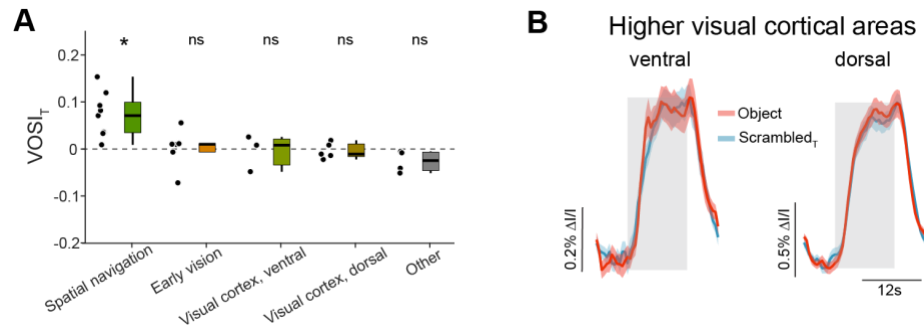 A
VOSI_T
0.2
0.1
0
-0.1
-0.2
*
ns
ns
ns
ns
Spatial navigation
Early vision
Visual cortex, ventral
Visual cortex, dorsal
Other
B
Higher visual cortical areas
ventral
dorsal
Object
Scrambled_T
0.2% ΔI/I
0.5% ΔI/I
12s